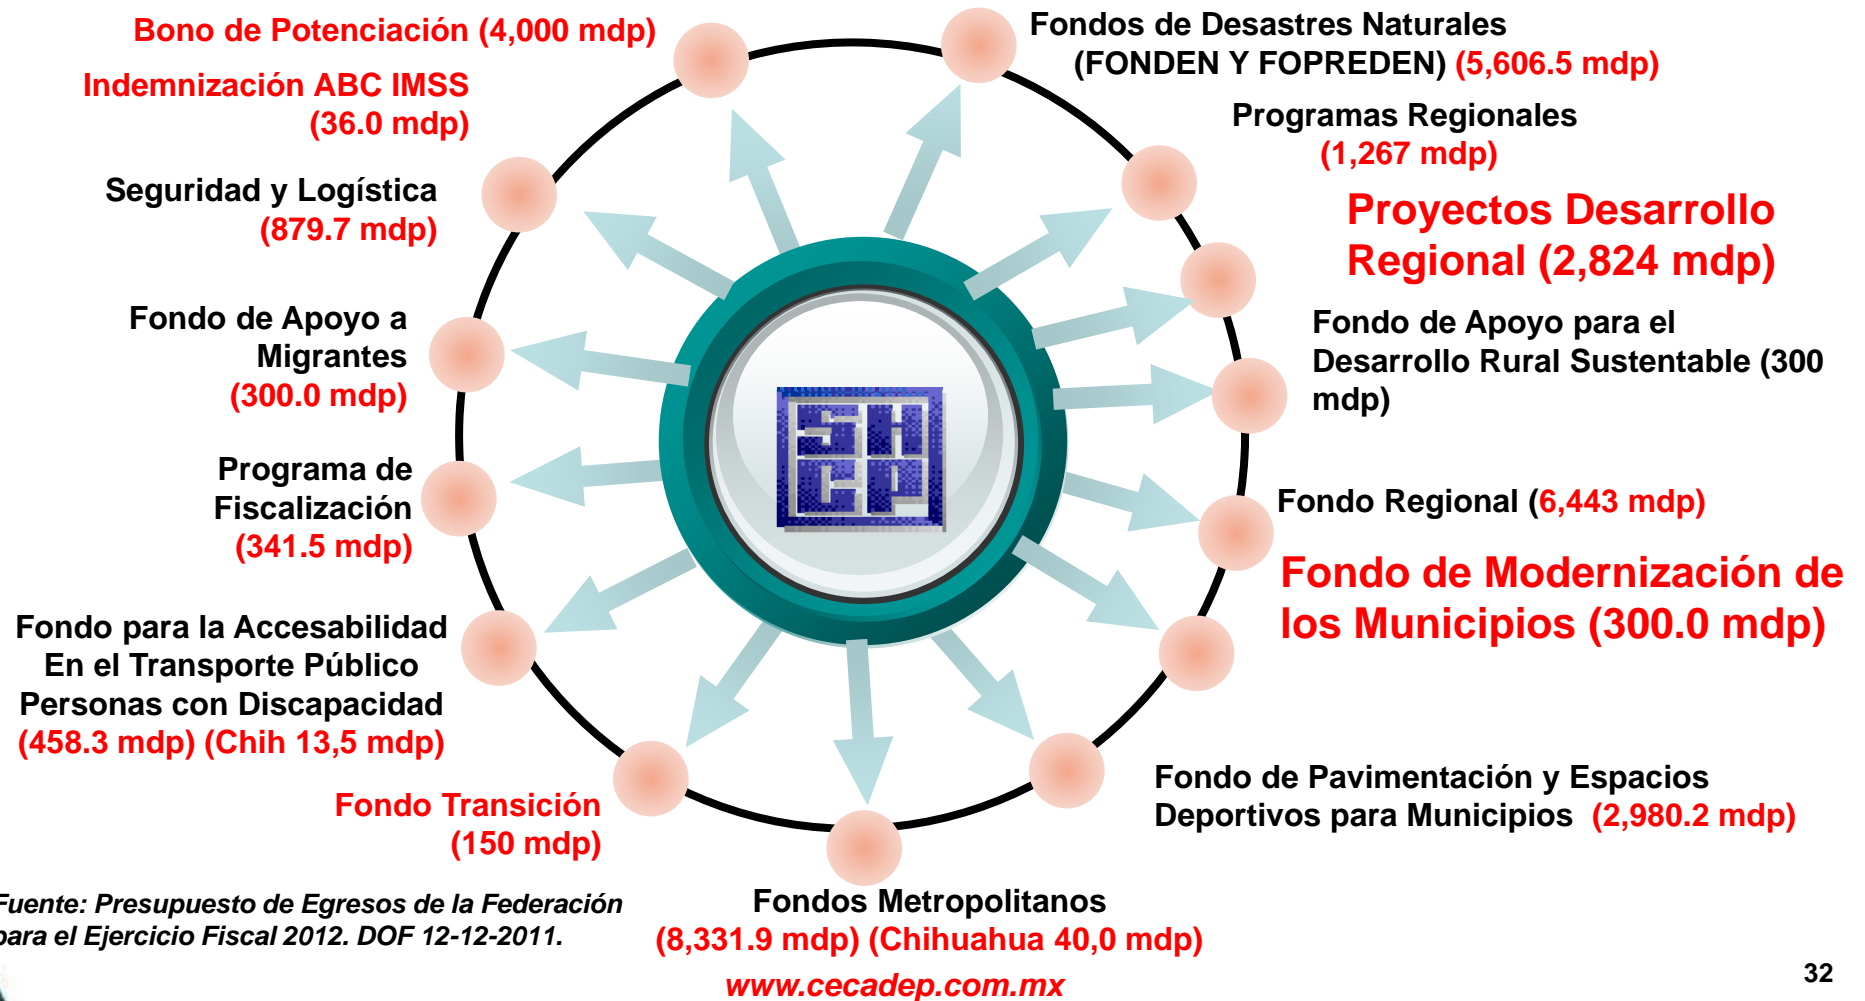 Bono de Potenciación (4,000 mdp)
Indemnización ABC IMSS
(36.0 mdp)
Seguridad y Logística
(879.7 mdp)
Fondo de Apoyo a
Migrantes
(300.0 mdp)
Programa de
Fiscalización
(341.5 mdp)
Fondo para la Accesabilidad
En el Transporte Público
Personas con Discapacidad
(458.3 mdp) (Chih 13,5 mdp)
Fondo Transición
(150 mdp)
Fondos de Desastres Naturales
(FONDEN Y FOPREDEN) (5,606.5 mdp)
Programas Regionales
(1,267 mdp)
Proyectos Desarrollo
Regional (2,824 mdp)
Fondo de Apoyo para el
Desarrollo Rural Sustentable (300
mdp)
Fondo Regional (6,443 mdp)
Fondo de Modernización de
los Municipios (300.0 mdp)
Fondo de Pavimentación y Espacios
Deportivos para Municipios (2,980.2 mdp)
Fondos Metropolitanos
(8,331.9 mdp) (Chihuahua 40,0 mdp)
SH
CP
Fuente: Presupuesto de Egresos de la Federación
para el Ejercicio Fiscal 2012. DOF 12-12-2011.
www.cecadep.com.mx
32